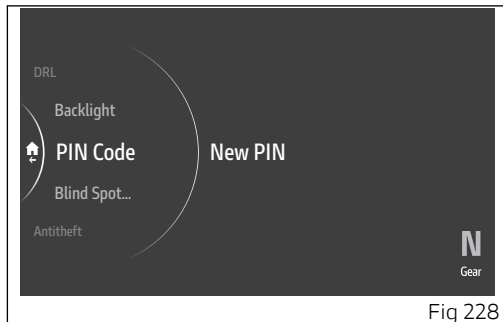 DRL
Backlight
PIN Code
New PIN
Blind Spot...
Antitheft
N
Gear
Fig 228